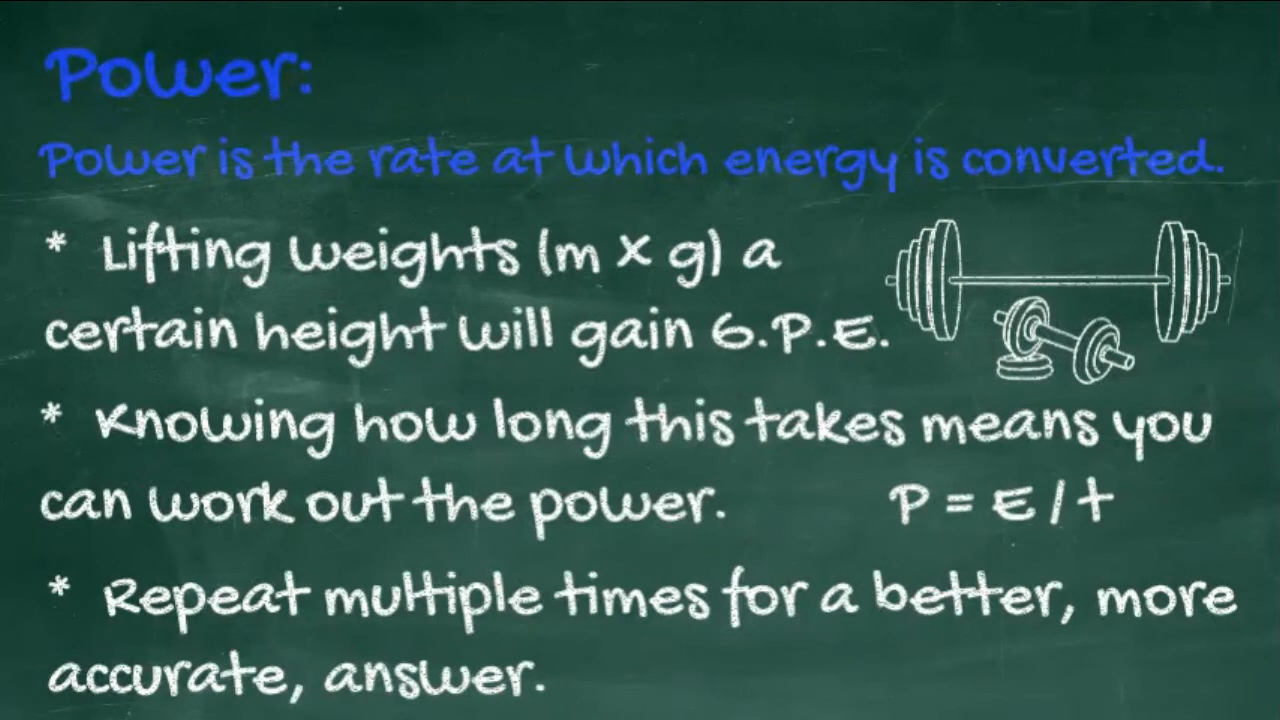 Power:
Power is the rate at which energy is converted.
* Lifting weights (m x g) a
certain height will gain G.P.E.
* Knowing how long this takes means you
can work out the power. P = E / t
* Repeat multiple times for a better, more
accurate, answer.